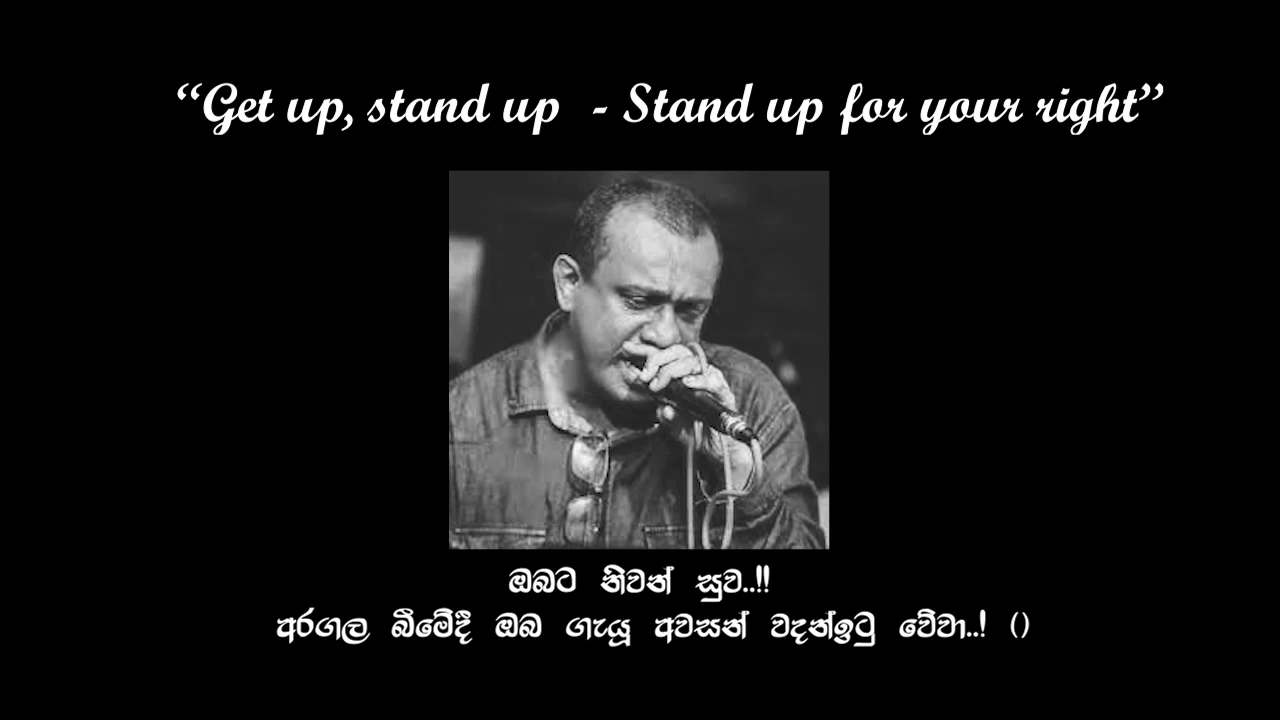 “Get up, stand up - Stand up for your right”
ඔබට නිවන් සුව..!!
අරගල බිමේදී ඔබ ගැයූ අවසන් වදන්ඉටු වේවා..! ()